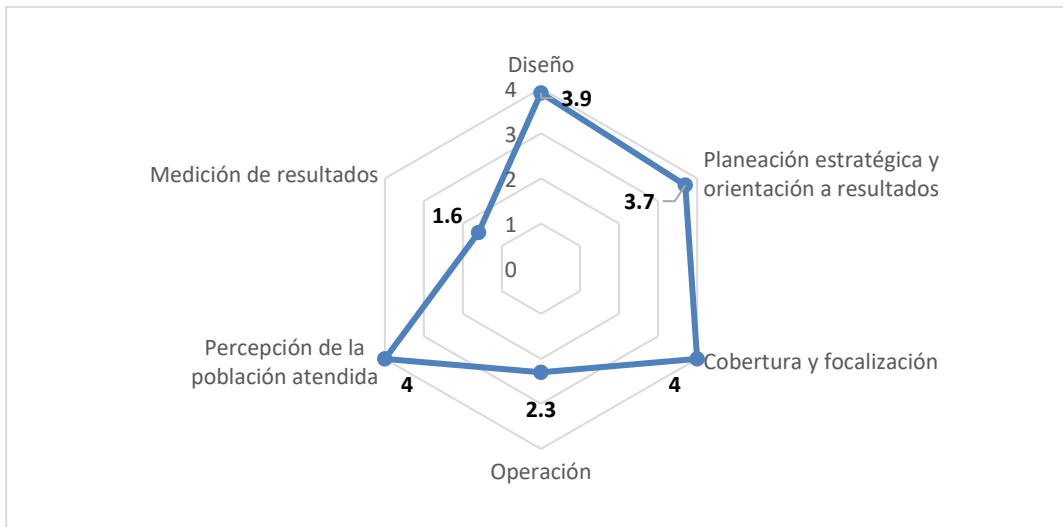 Diseño
4
3.9
3
2
1
0
Planeación estratégica y
orientación a resultados
3.7
Cobertura y focalización
4
Operación
2.3
Percepción de la
población atendida
4
Medición de resultados
1.6